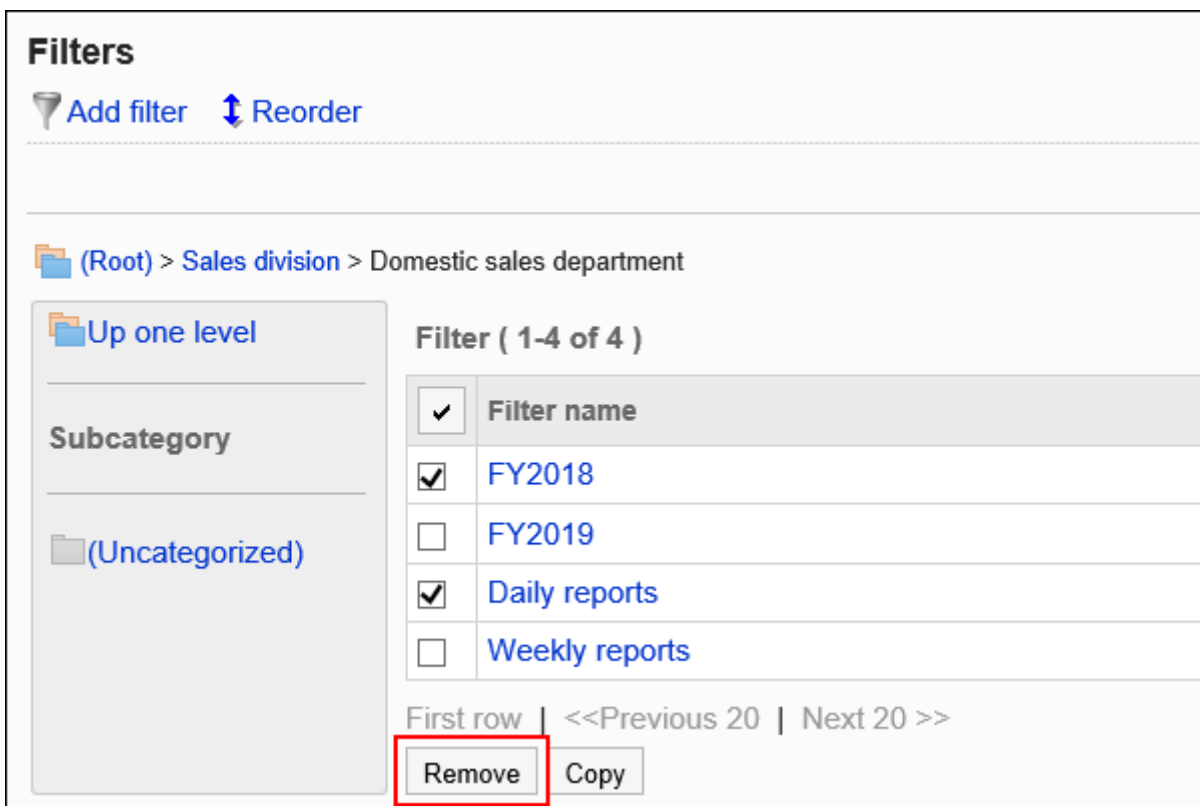 Filters
Add filter Reorder
(Root) > Sales division > Domestic sales department
Up one level
Subcategory
(Uncategorized)
Filter ( 1-4 of 4 )
Filter name
FY2018
FY2019
Daily reports
Weekly reports
First row | <<Previous 20 | Next 20 >>
Remove Copy